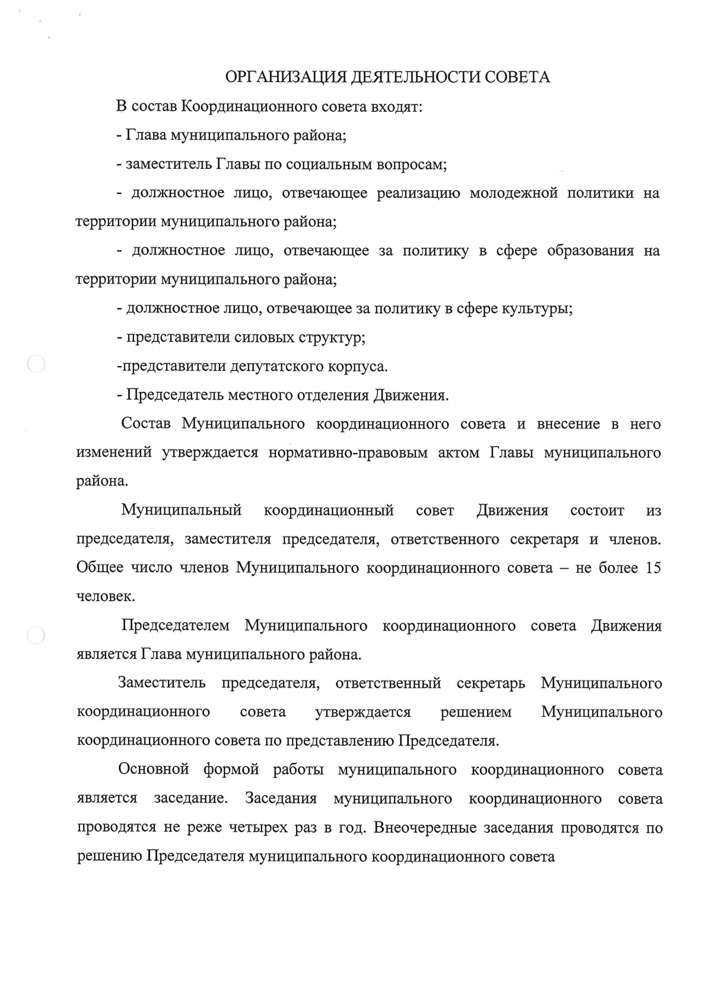 ОРГАНИЗАЦИЯ ДЕЯТЕЛЬНОСТИ СОВЕТА
В состав Координационного совета входят:
- Глава муниципального района;
- заместитель Главы по социальным вопросам;
- должностное лицо, отвечающее реализацию молодежной политики на
территории муниципального района;
- должностное лицо, отвечающее за политику в сфере образования на
территории муниципального района;
- должностное лицо, отвечающее за политику в сфере культуры;
- представители силовых структур;
-представители депутатского корпуса.
- Председатель местного отделения Движения.
Состав Муниципального координационного совета и внесение в него
изменений утверждается нормативно-правовым актом Главы муниципального
района.
Муниципальный координационный совет Движения состоит из
председателя, заместителя председателя, ответственного секретаря и членов.
Общее число членов Муниципального координационного совета – не более 15
человек.
Председателем Муниципального координационного совета Движения
является Глава муниципального района.
Заместитель председателя, ответственный секретарь Муниципального
координационного совета утверждается решением Муниципального
координационного совета по представлению Председателя.
Основной формой работы муниципального координационного совета
является заседание. Заседания муниципального координационного совета
проводятся не реже четырех раз в год. Внеочередные заседания проводятся по
решению Председателя муниципального координационного совета